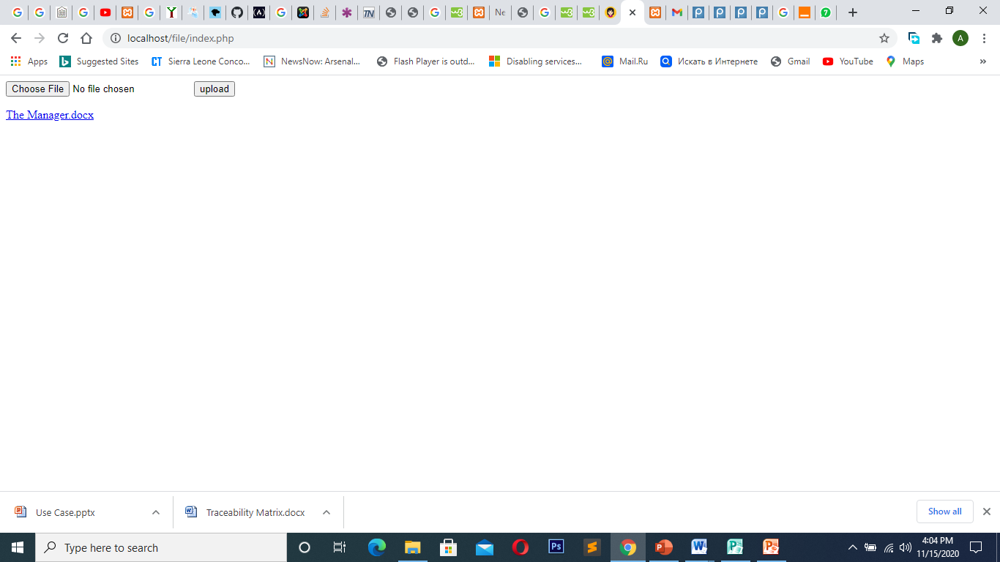 Ne
localhost/file/index.php
A
Apps Suggested Sites Sierra Leone Conco... NewsNow: Arsenal... Flash Player is outd... Disabling services... Mail.Ru Искать в Интернете Gmail YouTube Maps »
Choose File No file chosen upload
The Manager.docx
Use Case.pptx Traceability Matrix.docx Show all
Type here to search
4:04 PM
11/15/2020